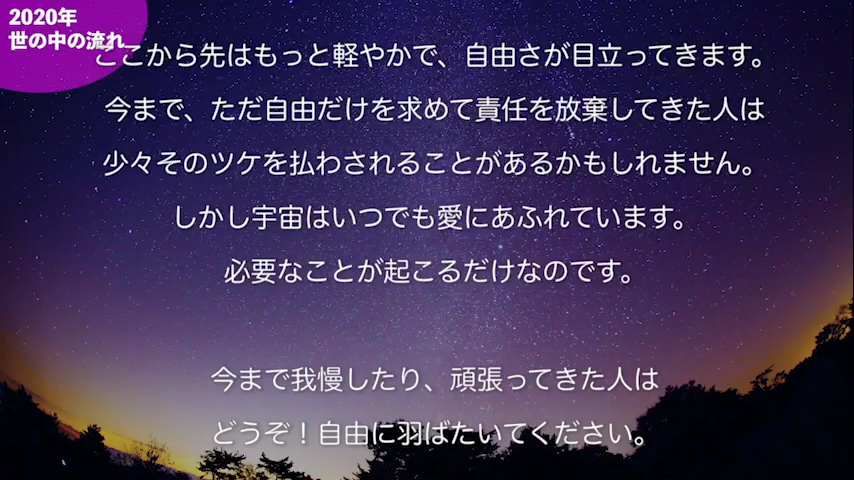 2020年
世の中の流れ
ここから先はもっと軽やかで、自由さが目立ってきます。
今まで、ただ自由だけを求めて責任を放棄してきた人は
少々そのツケを払わされることがあるかもしれません。
しかし宇宙はいつでも愛にあふれています。
必要なことが起こるだけなのです。
今まで我慢したり、頑張ってきた人は
どうぞ！自由に羽ばたいてください。